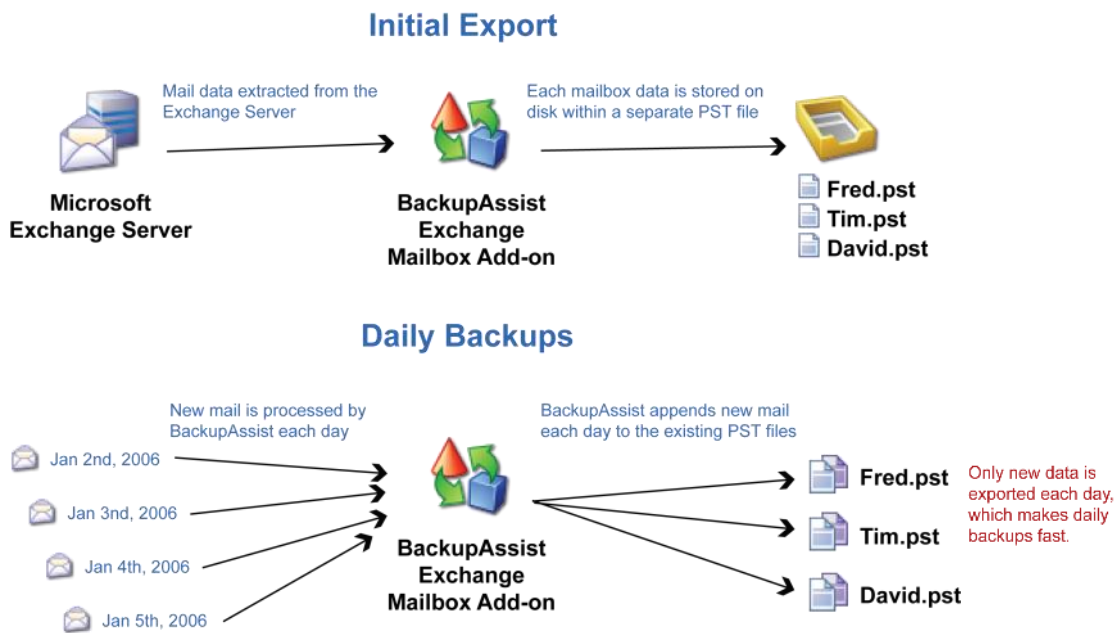 Initial Export
Mail data extracted from the
Exchange Server
Each mailbox data is stored on
disk within a separate PST file
Microsoft
Exchange Server
BackupAssist
Exchange
Mailbox Add-on
Fred.pst
Tim.pst
David.pst
Daily Backups
New mail is processed by
BackupAssist each day
BackupAssist appends new mail
each day to the existing PST files
Jan 2nd, 2006
Jan 3nd, 2006
Jan 4th, 2006
Jan 5th, 2006
BackupAssist
Exchange
Mailbox Add-on
Fred.pst
Tim.pst
David.pst
Only new data is
exported each day,
which makes daily
backups fast.